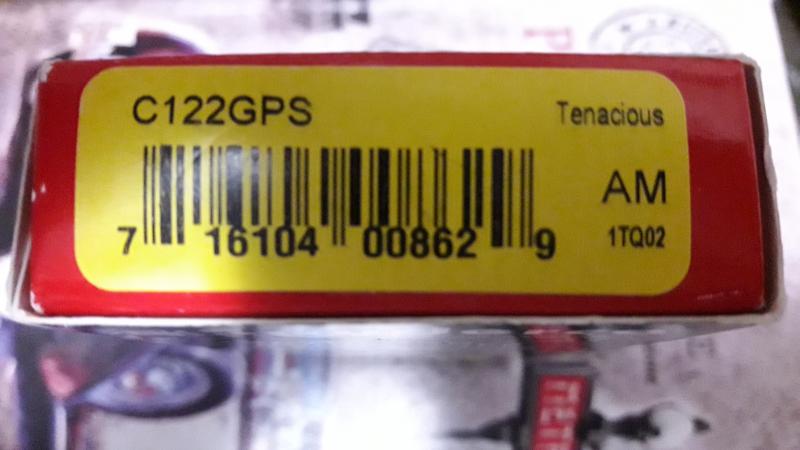 C122GPS
Tenacious
AM
1TQ02
7 16104 00862 9